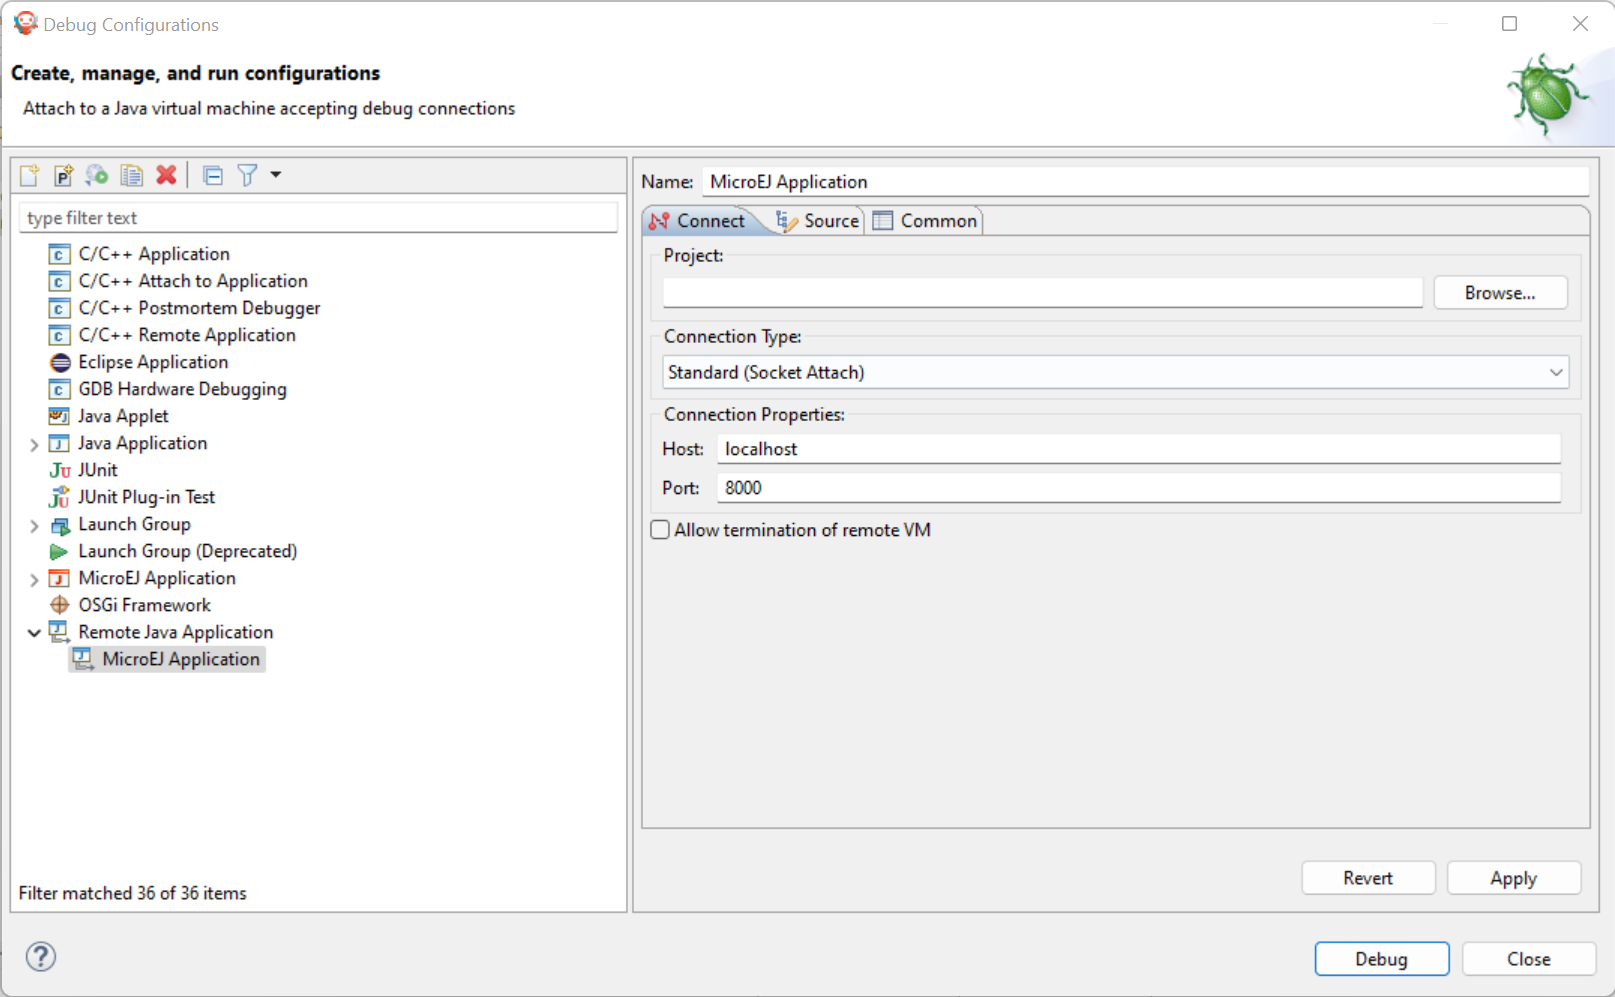 Debug Configurations
Create, manage, and run configurations
Attach to a Java virtual machine accepting debug connections
type filter text
C/C++ Application
C/C++ Attach to Application
C/C++ Postmortem Debugger
C/C++ Remote Application
Eclipse Application
GDB Hardware Debugging
Java Applet
Java Application
JUnit
JUnit Plug-in Test
Launch Group
Launch Group (Deprecated)
MicroEJ Application
OSGi Framework
Remote Java Application
MicroEJ Application
Filter matched 36 of 36 items
Name: MicroEJ Application
Connect Source Common
Project:
Browse...
Connection Type:
Standard (Socket Attach)
Connection Properties:
Host: localhost
Port: 8000
Allow termination of remote VM
Revert Apply
Debug Close